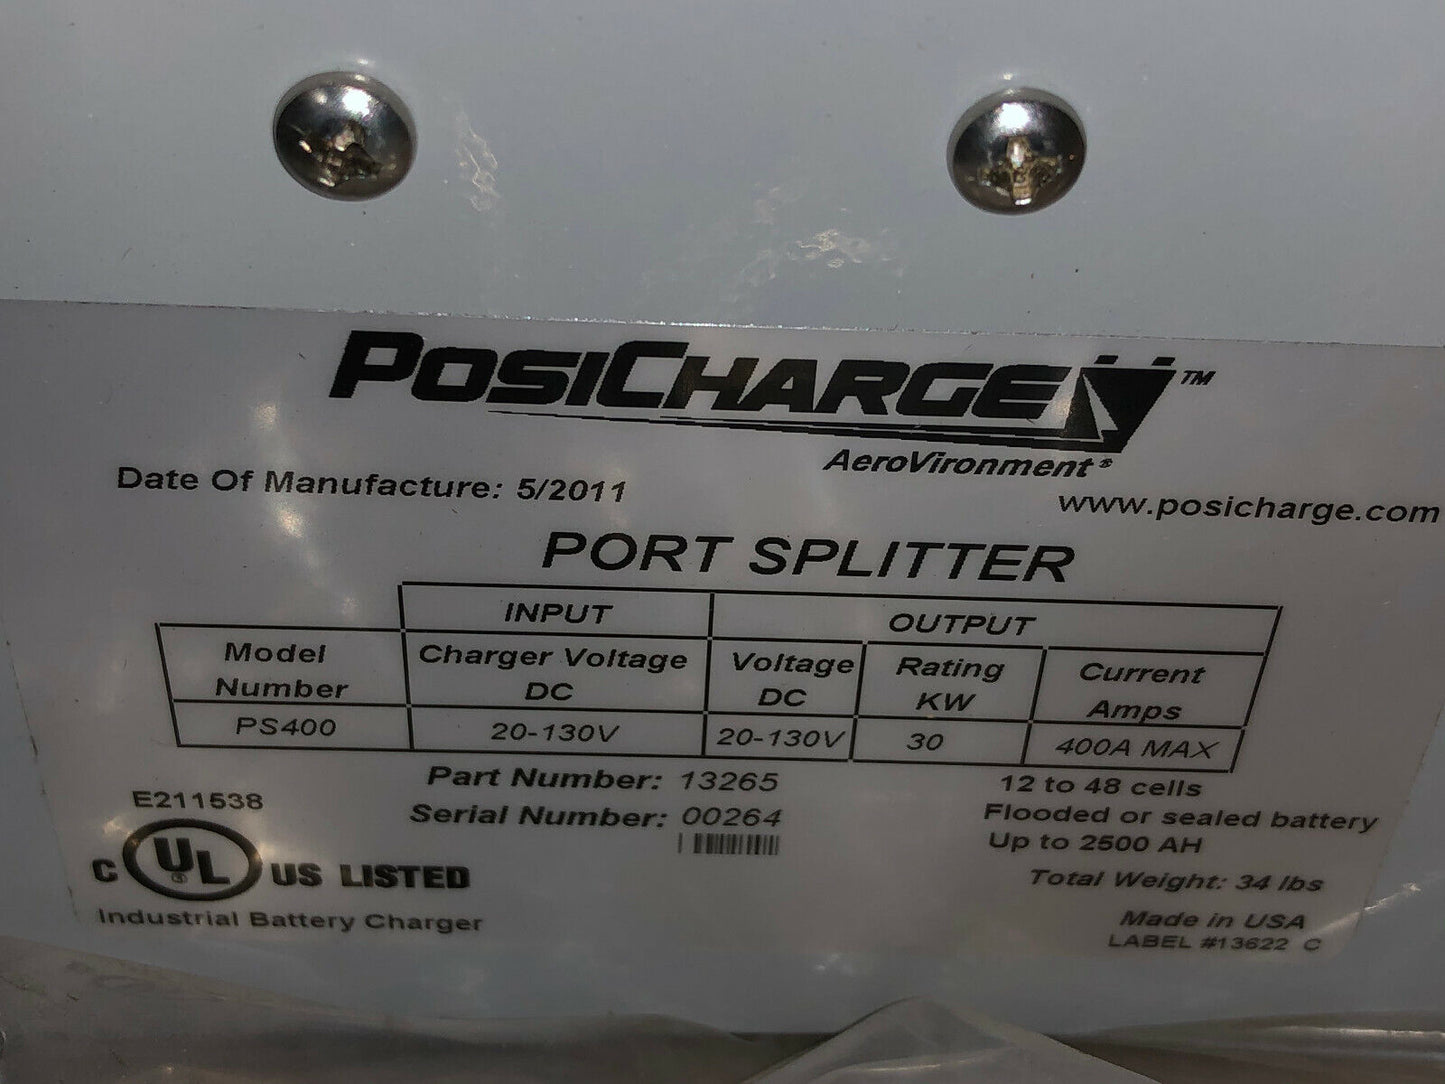 POSICHARGE™
AeroVironment®
Date Of Manufacture: 5/2011
www.posicharge.com
PORT SPLITTER
INPUT OUTPUT
Model Number Charger Voltage DC Voltage DC Rating KW Current Amps
PS400 20-130V 20-130V 30 400A MAX
Part Number: 13265
12 to 48 cells
E211538
Serial Number: 00264
Flooded or sealed battery
Up to 2500 AH
C UL® US LISTED
Total Weight: 34 lbs
Industrial Battery Charger
Made in USA
LABEL #13622 C